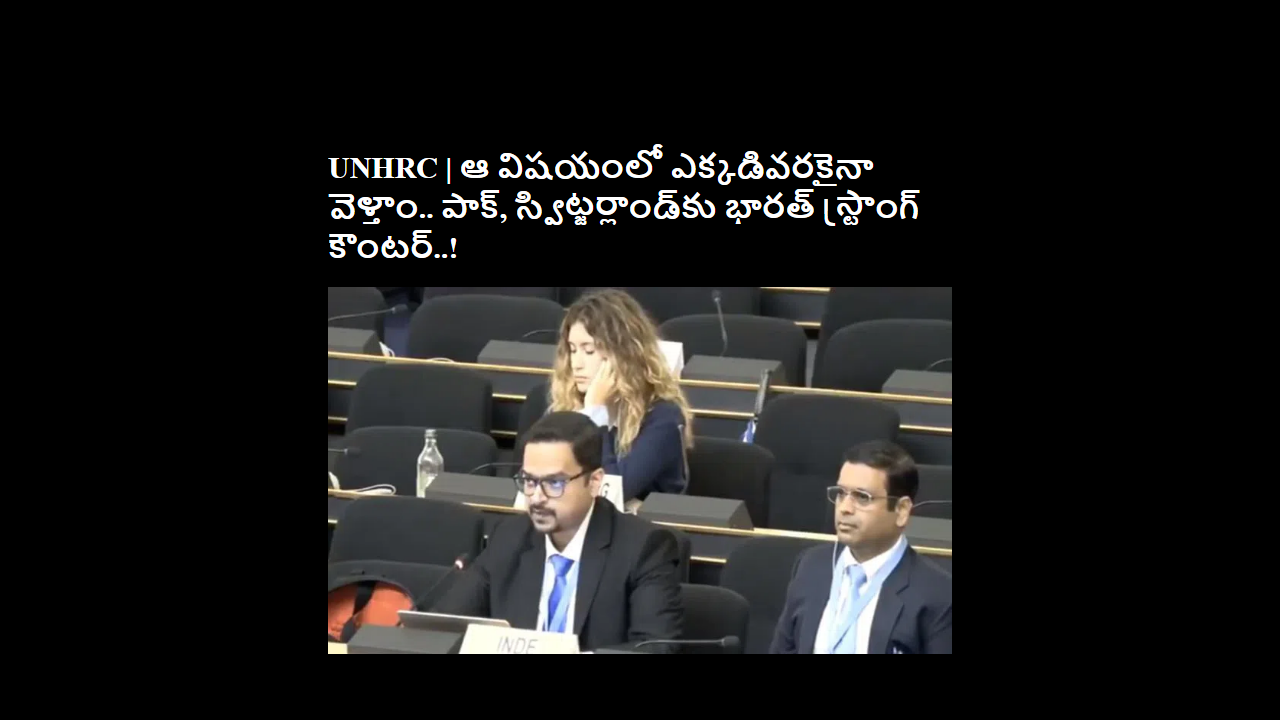 UNHRC | ఆ విషయంలో ఎక్కడివరకైనా
వెళ్తాం.. పాక్, స్విట్జర్లాండ్‌కు భారత్ స్ట్రాంగ్
కౌంటర్..!
INDE